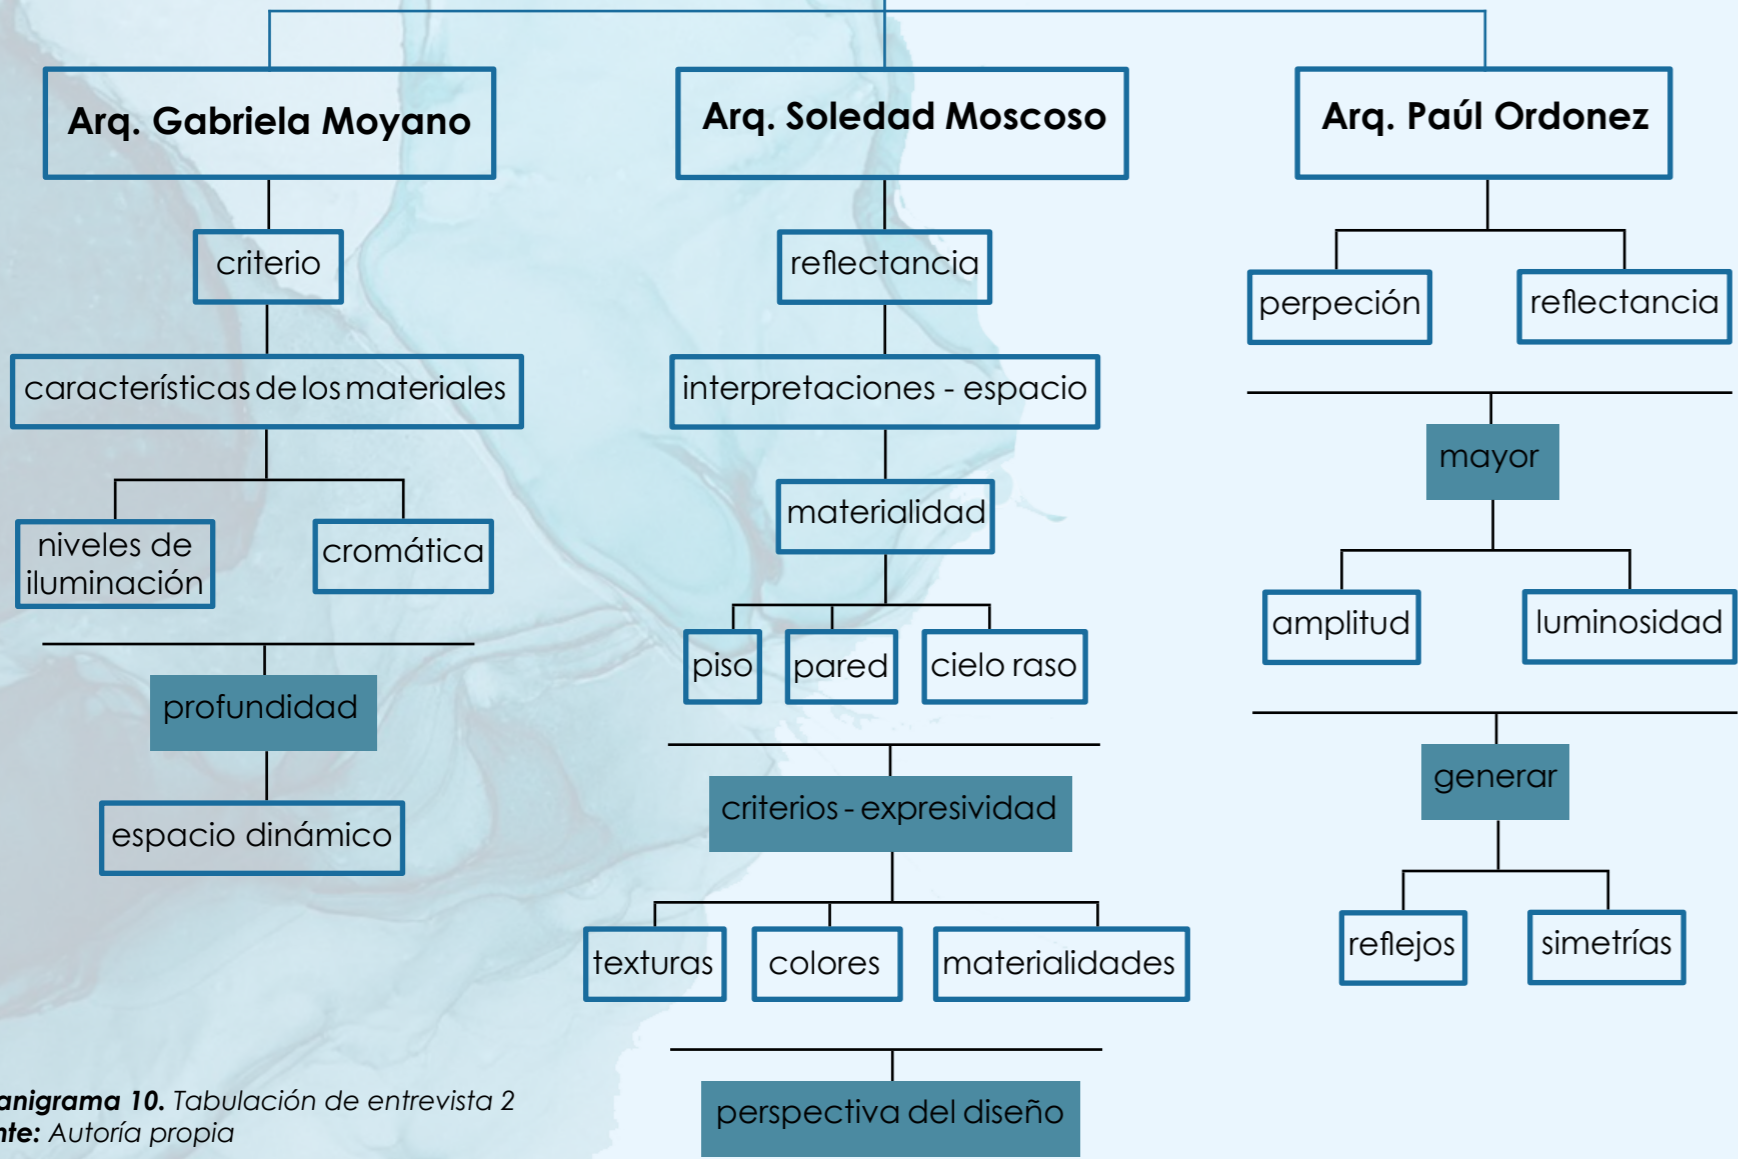 Arq. Gabriela Moyano
criterio
características de los materiales
niveles de
iluminación
cromática
profundidad
espacio dinámico
Arq. Soledad Moscoso
reflectancia
interpretaciones - espacio
materialidad
piso
pared
cielo raso
criterios - expresividad
texturas
colores
materialidades
perspectiva del diseño
Arq. Paúl Ordonez
perpeción
reflectancia
mayor
amplitud
luminosidad
generar
reflejos
simetrías
anigrama 10. Tabulación de entrevista 2
nte: Autoría propia